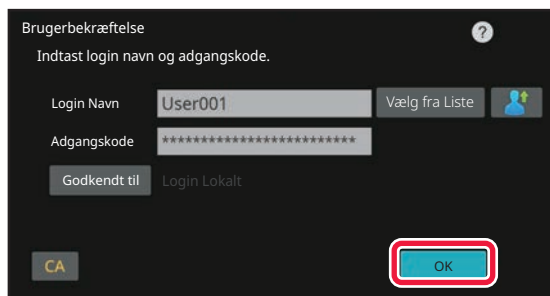 Brugerbekræftelse
?
Indtast login navn og adgangskode.
Login Navn User001 Vælg fra Liste
Adgangskode *************************
Godkendt til Login Lokalt
CA OK